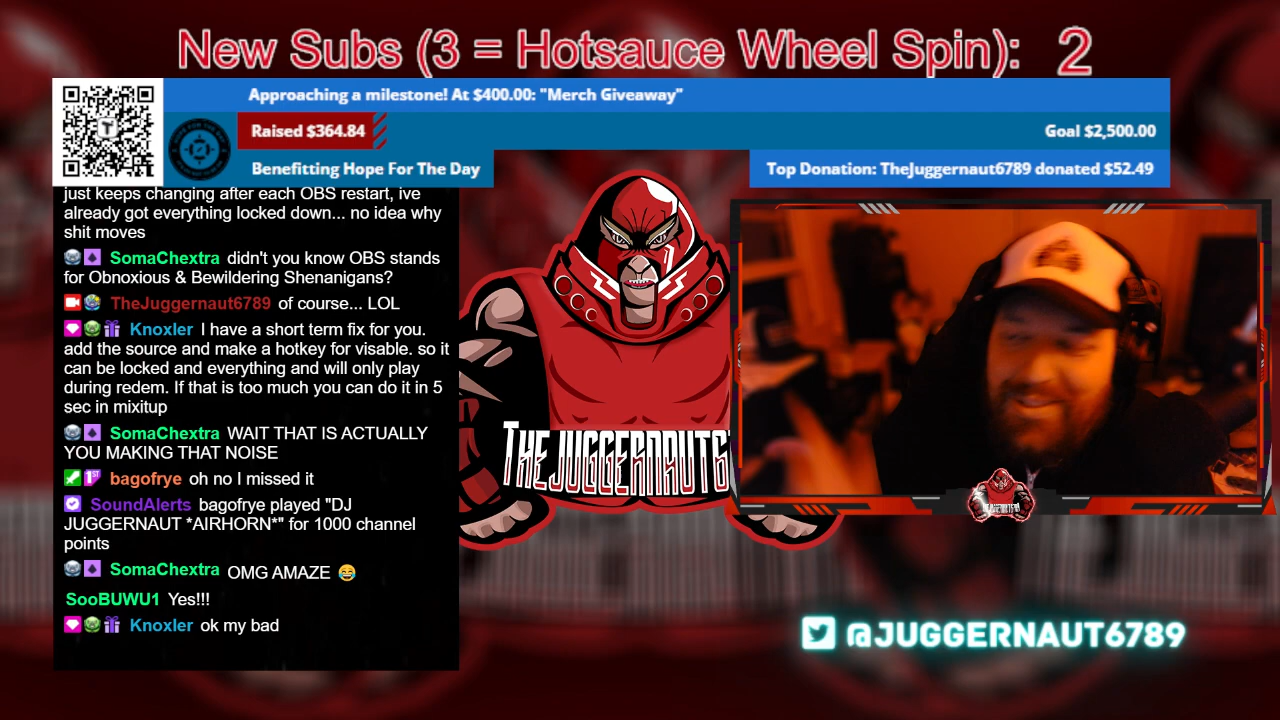 New Subs (3 = Hotsauce Wheel Spin): 2
Approaching a milestone! At $400.00: "Merch Giveaway"
Raised $364.84
Goal $2,500.00
Benefitting Hope For The Day
Top Donation: TheJuggernaut6789 donated $52.49
just keeps changing after each OBS restart, ive
already got everything locked down... no idea why
shit moves
SomaChextra didn't you know OBS stands
for Obnoxious & Bewildering Shenanigans?
TheJuggernaut6789 of course... LOL
Knoxler I have a short term fix for you.
add the source and make a hotkey for visable. so it
can be locked and everything and will only play
during redem. If that is too much you can do it in 5
sec in mixitup
SomaChextra WAIT THAT IS ACTUALLY
YOU MAKING THAT NOISE
bagofrye oh no I missed it
SoundAlerts bagofrye played "DJ
JUGGERNAUT *AIRHORN*" for 1000 channel
points
SomaChextra OMG AMAZE 😂
SooBUWU1 Yes!!!
Knoxler ok my bad
THEJUGGERNAUT6
@JUGGERNAUT6789